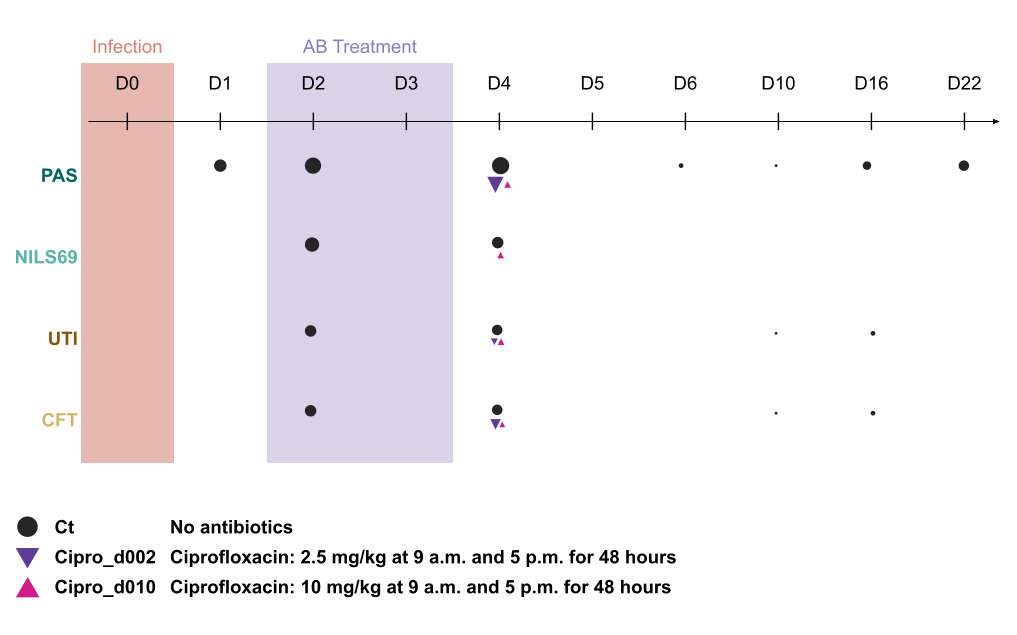 Infection AB Treatment
D0 D1 D2 D3 D4 D5 D6 D10 D16 D22
PAS
NILS69
UTI
CFT
Ct No antibiotics
Cipro_d002 Ciprofloxacin: 2.5 mg/kg at 9 a.m. and 5 p.m. for 48 hours
Cipro_d010 Ciprofloxacin: 10 mg/kg at 9 a.m. and 5 p.m. for 48 hours